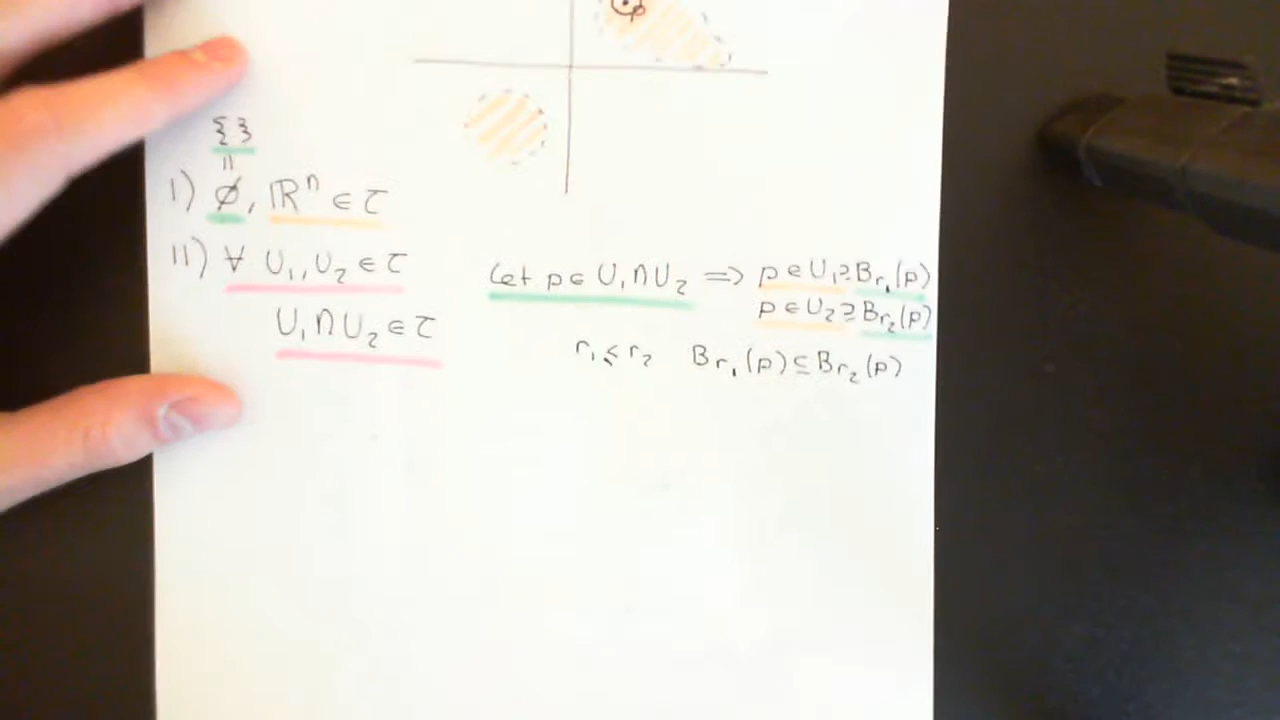 p
{ }
||
I) ∅, ℝⁿ ∈ τ
II) ∀ U₁, U₂ ∈ τ
U₁ ∩ U₂ ∈ τ
Let p ∈ U₁ ∩ U₂ ⟹ p ∈ U₁ ⊇ B_{r₁}(p)
p ∈ U₂ ⊇ B_{r₂}(p)
r₁ ≤ r₂ B_{r₁}(p) ⊆ B_{r₂}(p)